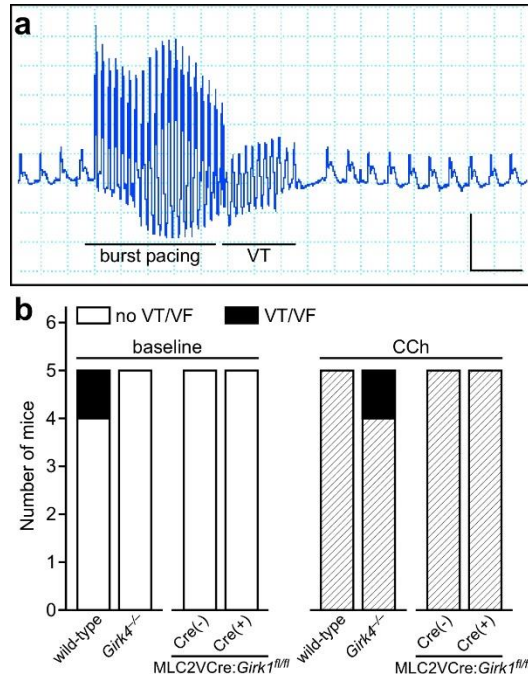 a
burst pacing VT
b
no VT/VF VT/VF
baseline CCh
Number of mice
6
5
4
3
2
1
0
wild-type Girk4⁻/⁻ Cre(-) Cre(+) wild-type Girk4⁻/⁻ Cre(-) Cre(+)
MLC2VCre:Girk1fl/fl MLC2VCre:Girk1fl/fl